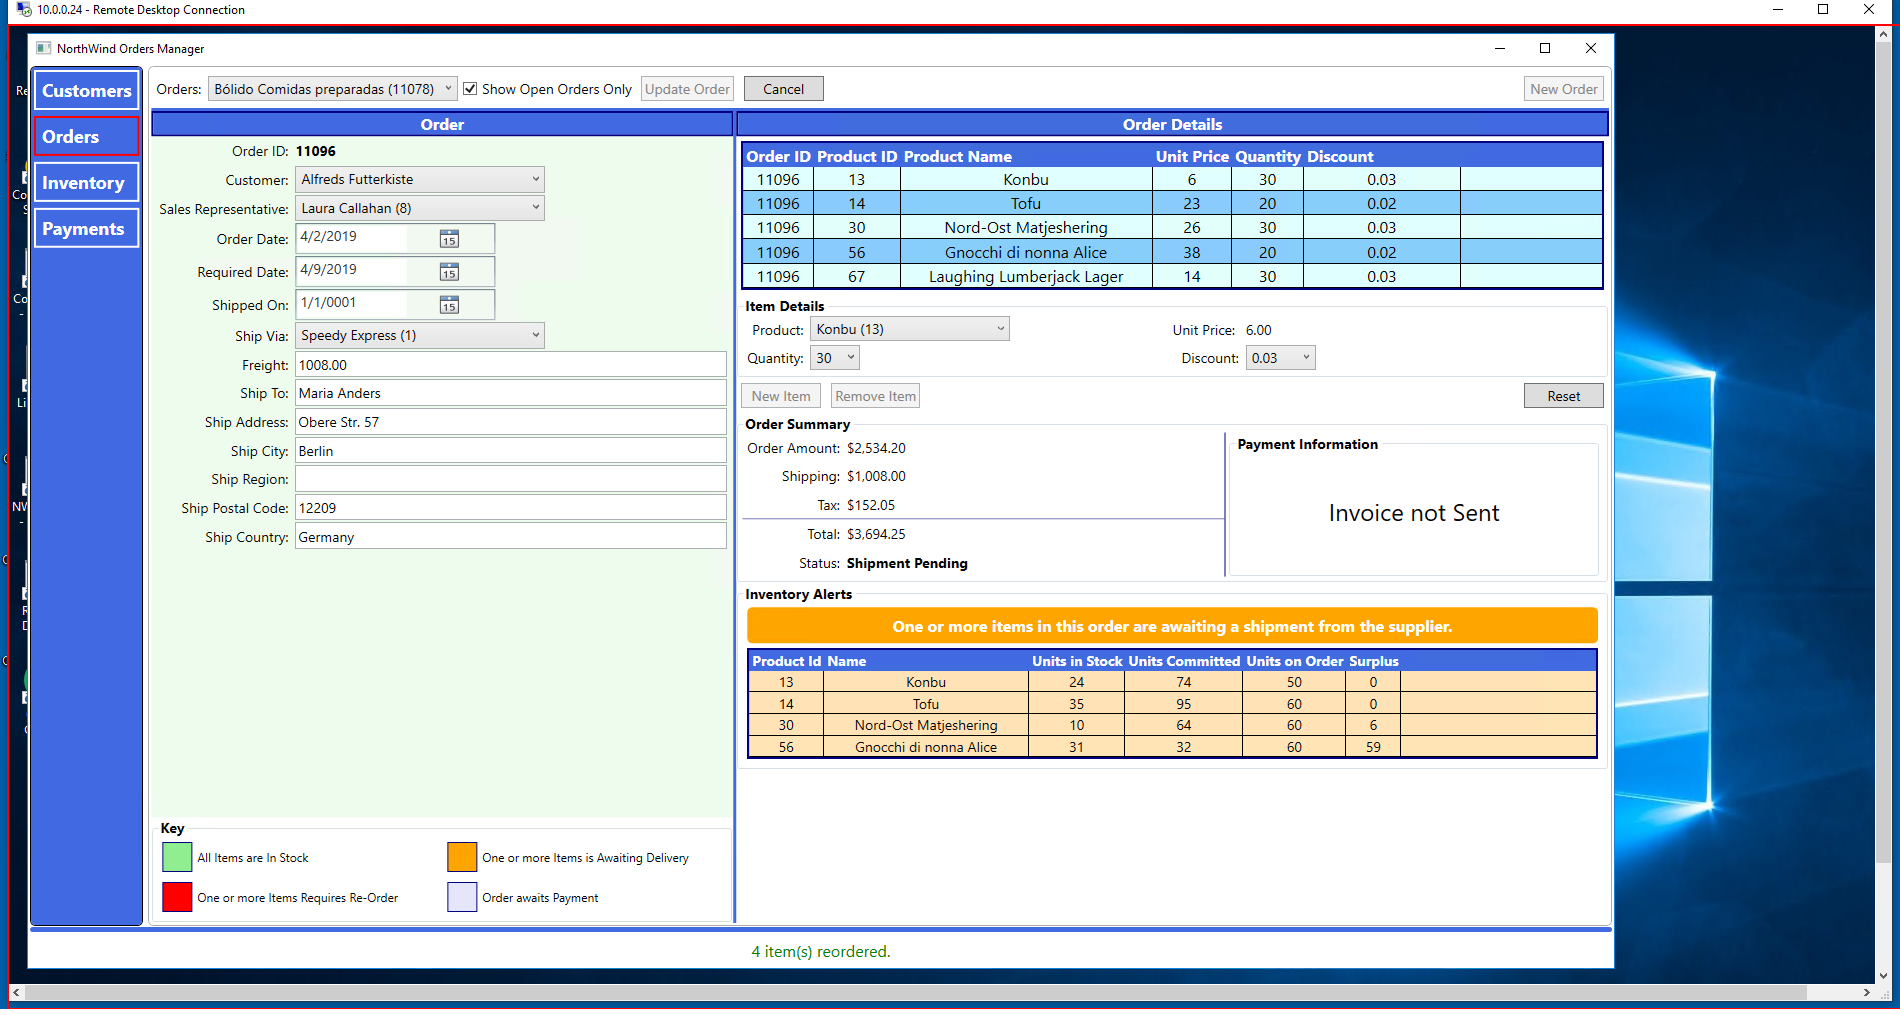 10.0.0.24 - Remote Desktop Connection
NorthWind Orders Manager
Customers
Orders
Inventory
Payments
Orders: Bólido Comidas preparadas (11078) Show Open Orders Only Update Order Cancel New Order
Order
Order ID: 11096
Customer: Alfreds Futterkiste
Sales Representative: Laura Callahan (8)
Order Date: 4/2/2019 15
Required Date: 4/9/2019 15
Shipped On: 1/1/0001 15
Ship Via: Speedy Express (1)
Freight: 1008.00
Ship To: Maria Anders
Ship Address: Obere Str. 57
Ship City: Berlin
Ship Region:
Ship Postal Code: 12209
Ship Country: Germany
Key
All Items are In Stock
One or more Items is Awaiting Delivery
One or more Items Requires Re-Order
Order awaits Payment
Order Details
Order ID Product ID Product Name Unit Price Quantity Discount
11096 13 Konbu 6 30 0.03
11096 14 Tofu 23 20 0.02
11096 30 Nord-Ost Matjeshering 26 30 0.03
11096 56 Gnocchi di nonna Alice 38 20 0.02
11096 67 Laughing Lumberjack Lager 14 30 0.03
Item Details
Product: Konbu (13) Unit Price: 6.00
Quantity: 30 Discount: 0.03
New Item Remove Item Reset
Order Summary
Order Amount: $2,534.20
Shipping: $1,008.00
Tax: $152.05
Total: $3,694.25
Status: Shipment Pending
Payment Information
Invoice not Sent
Inventory Alerts
One or more items in this order are awaiting a shipment from the supplier.
Product Id Name Units in Stock Units Committed Units on Order Surplus
13 Konbu 24 74 50 0
14 Tofu 35 95 60 0
30 Nord-Ost Matjeshering 10 64 60 6
56 Gnocchi di nonna Alice 31 32 60 59
4 item(s) reordered.